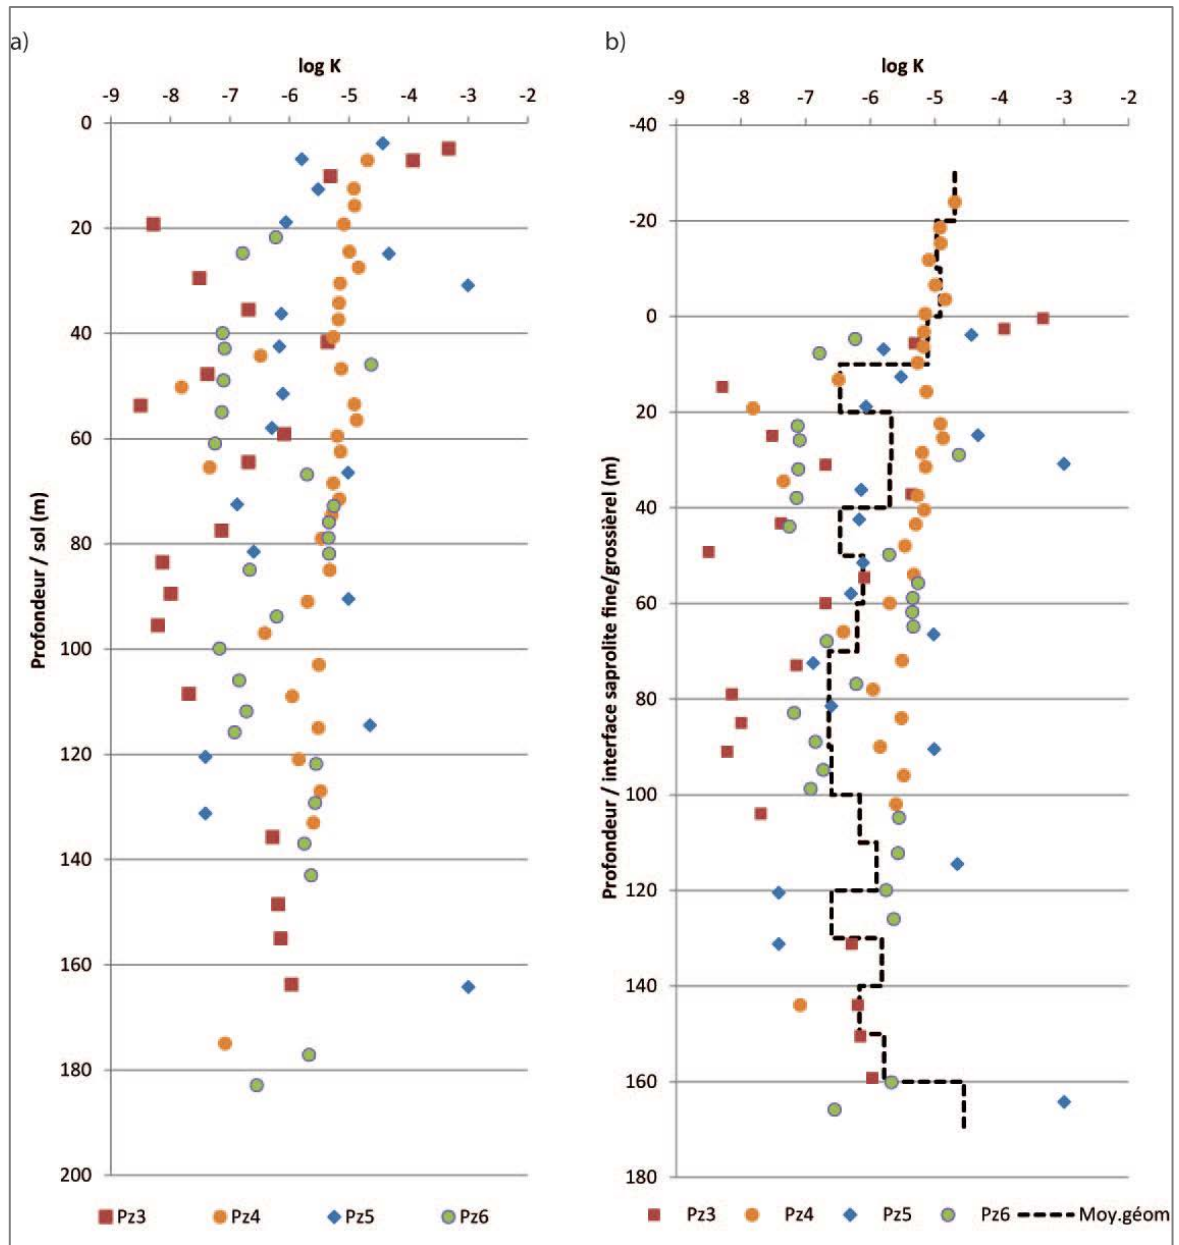 a)
log K
-9 -8 -7 -6 -5 -4 -3 -2
0
20
40
60
80
100
120
140
160
180
200
Profondeur / sol (m)
Pz3 Pz4 Pz5 Pz6
b)
log K
-9 -8 -7 -6 -5 -4 -3 -2
-40
-20
0
20
40
60
80
100
120
140
160
180
Profondeur / interface saprolite fine/grossièrel (m)
Pz3 Pz4 Pz5 Pz6 Moy.géom